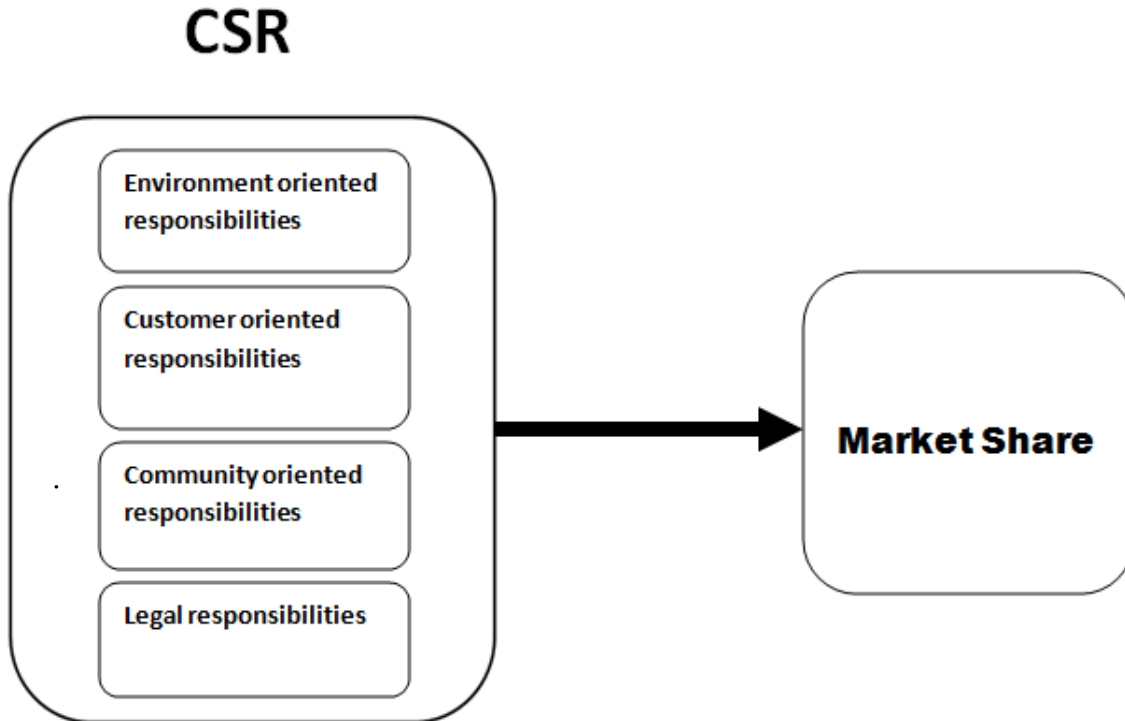 CSR
Environment oriented
responsibilities
Customer oriented
responsibilities
Community oriented
responsibilities
Legal responsibilities
Market Share